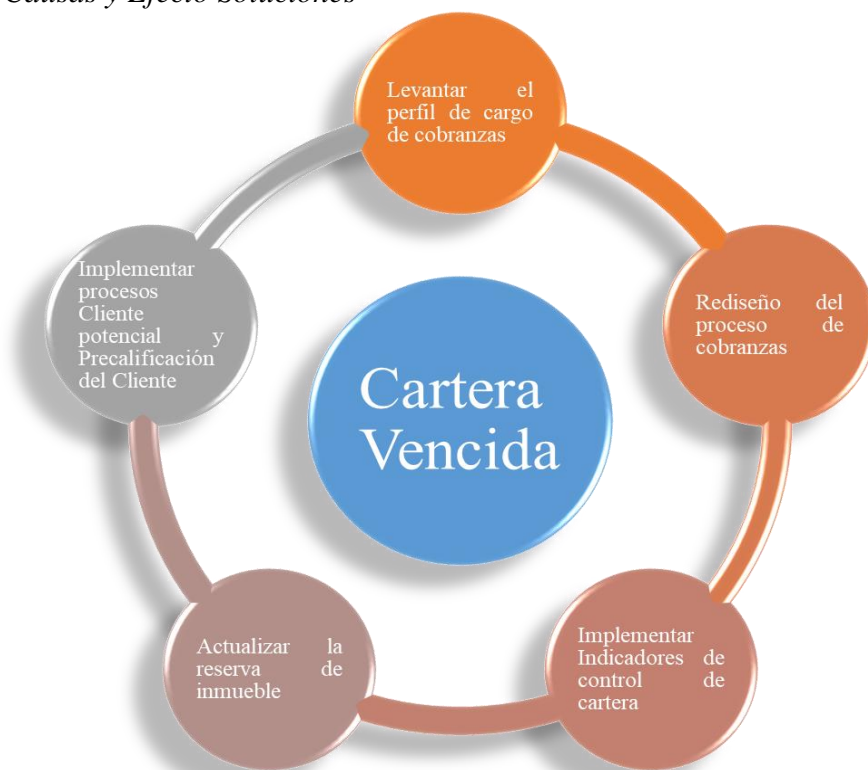 Causas y Efecto Soluciones
Levantar el
perfil de cargo
de cobranzas
Rediseño del
proceso de
cobranzas
Implementar
Indicadores de
control de
cartera
Actualizar la
reserva de
inmueble
Implementar
procesos
Cliente
potencial y
Precalificación
del Cliente
Cartera
Vencida